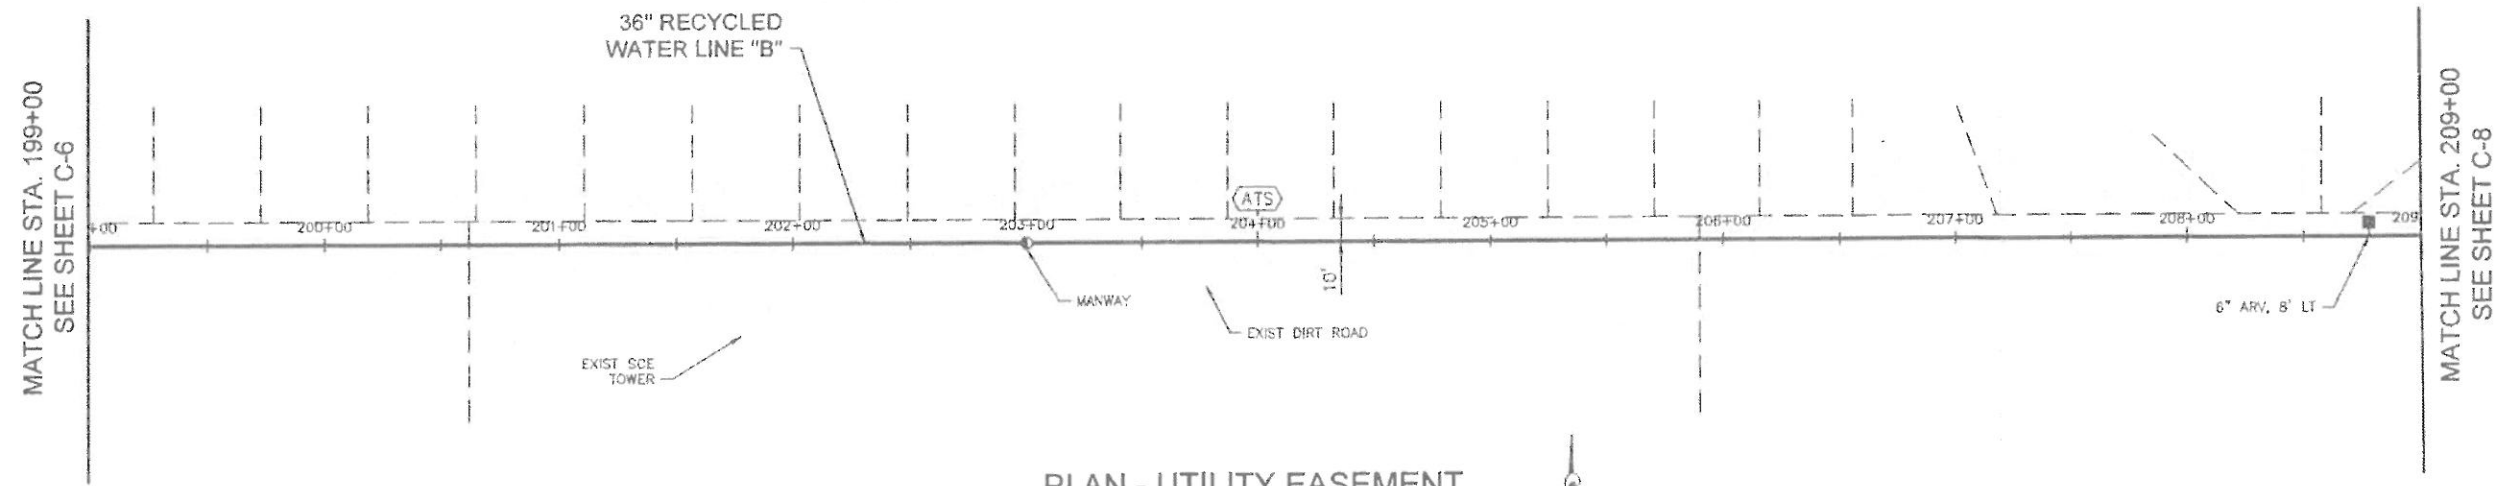 36" RECYCLED
WATER LINE "B"
MATCH LINE STA. 199+00
SEE SHEET C-6
MATCH LINE STA. 209+00
SEE SHEET C-8
ATS
+00
200+00
201+00
202+00
203+00
204+00
205+00
206+00
207+00
208+00
209
10'
MANWAY
EXIST DIRT ROAD
EXIST SCE
TOWER
6" ARV, 8' LT
PLAN - UTILITY EASEMENT